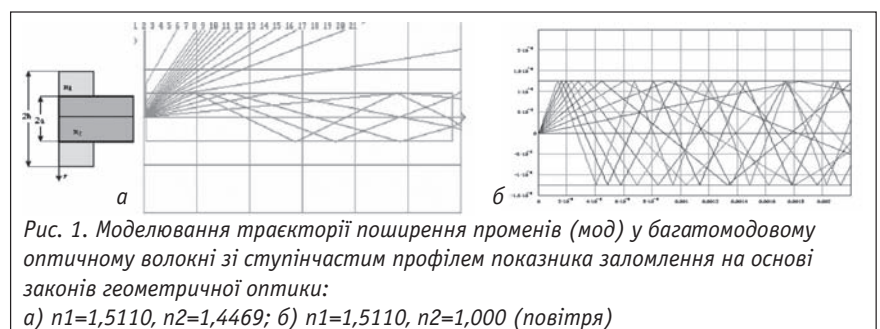 1 2 3 4 5 6 7 8 9 10 11 12 13 14 15 16 17 18 19 20 21
2b
2a
n
r
а
б
0
Рис. 1. Моделювання траєкторії поширення променів (мод) у багатомодовому
оптичному волокні зі ступінчастим профілем показника заломлення на основі
законів геометричної оптики:
а) n1=1,5110, n2=1,4469; б) n1=1,5110, n2=1,000 (повітря)